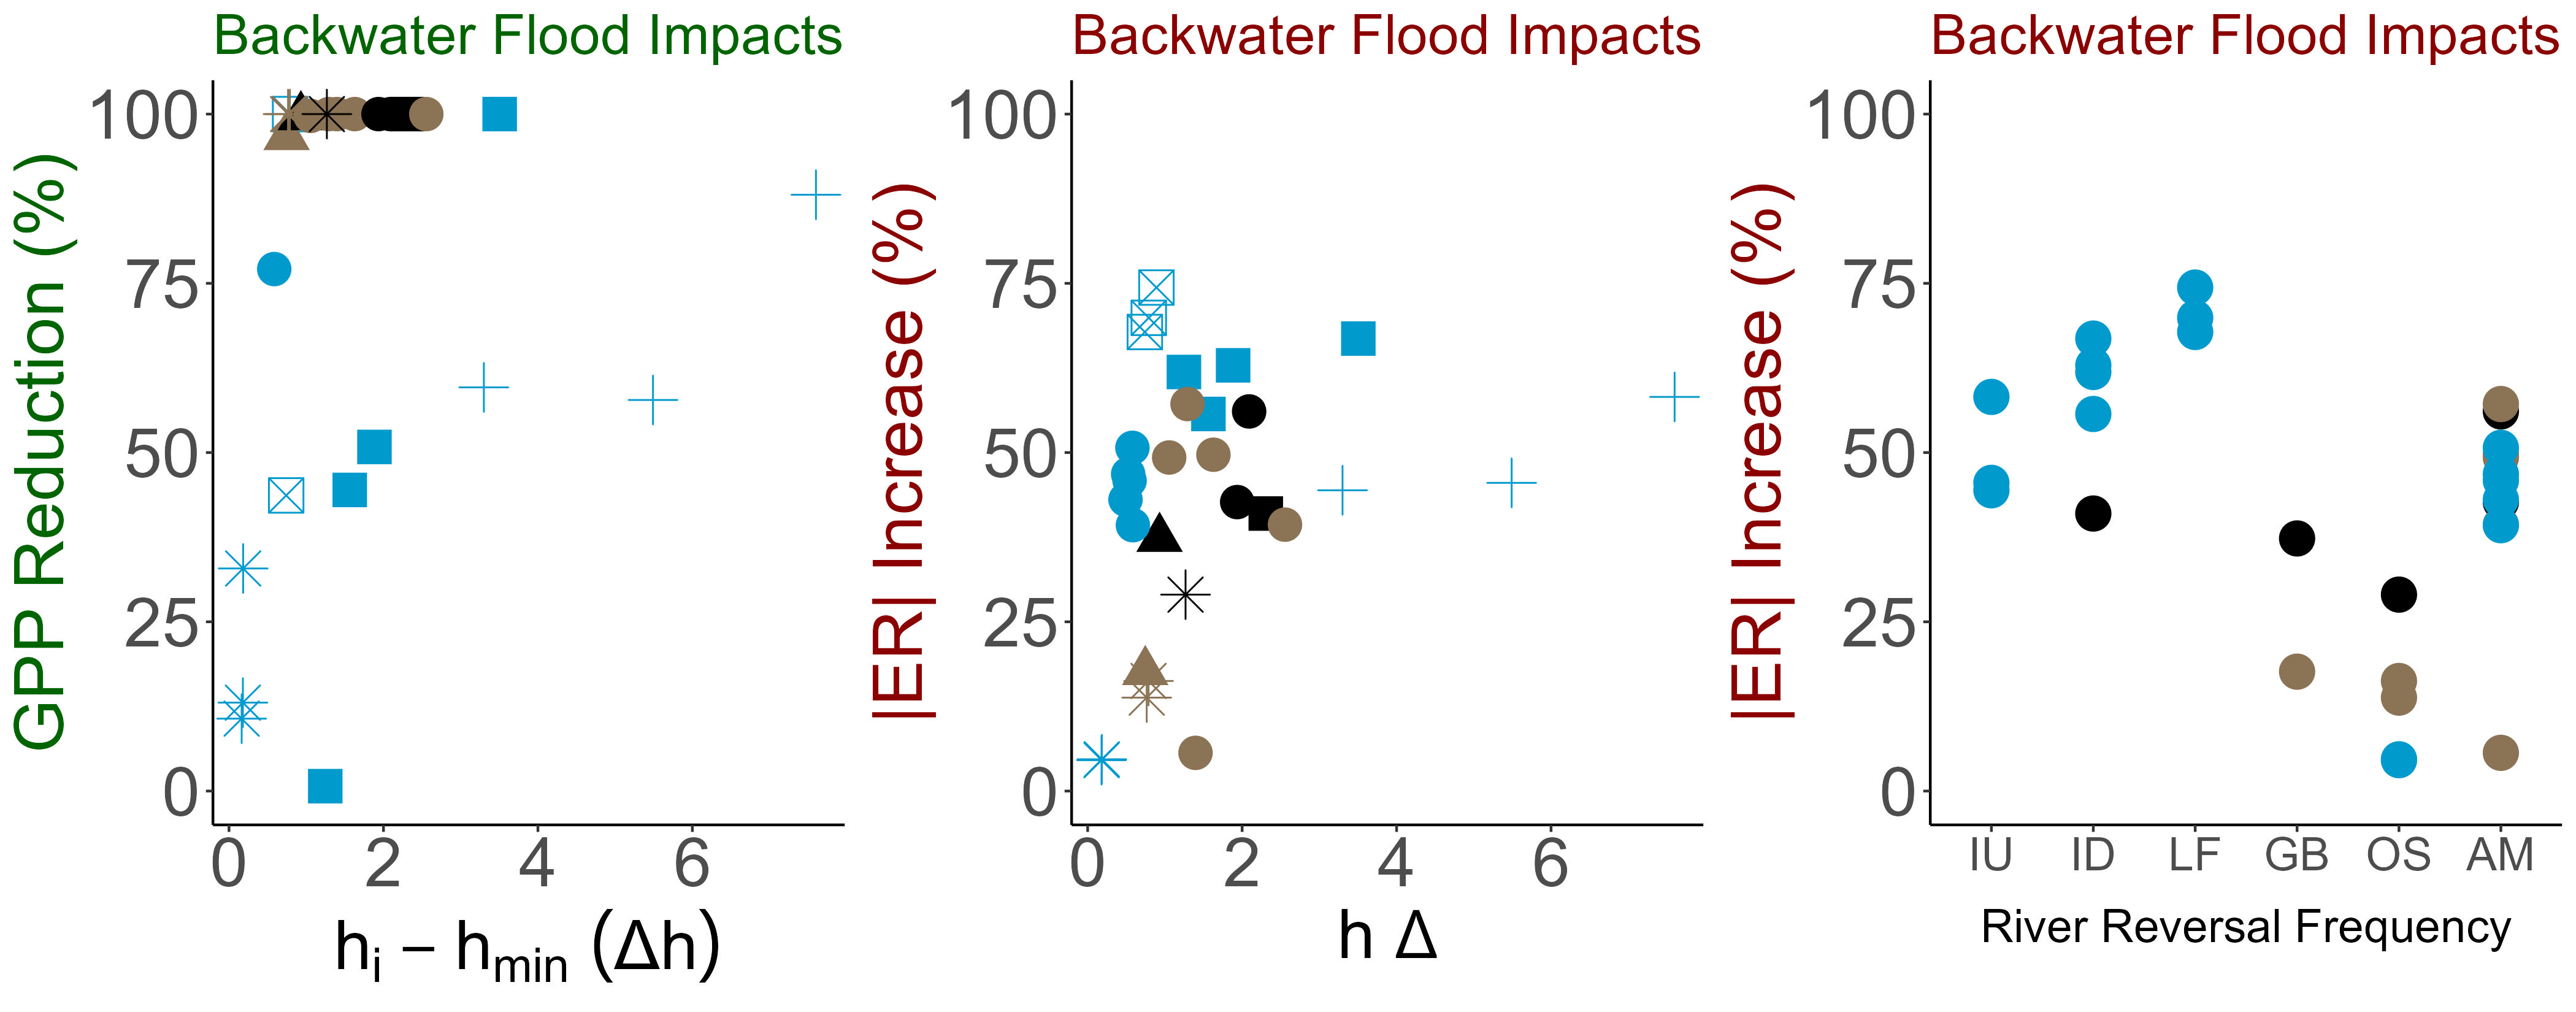 Backwater Flood Impacts
GPP Reduction (%)
100
75
50
25
0
0 2 4 6
hi − hmin (Δh)
Backwater Flood Impacts
|ER| Increase (%)
100
75
50
25
0
0 2 4 6
h Δ
Backwater Flood Impacts
|ER| Increase (%)
100
75
50
25
0
IU ID LF GB OS AM
River Reversal Frequency